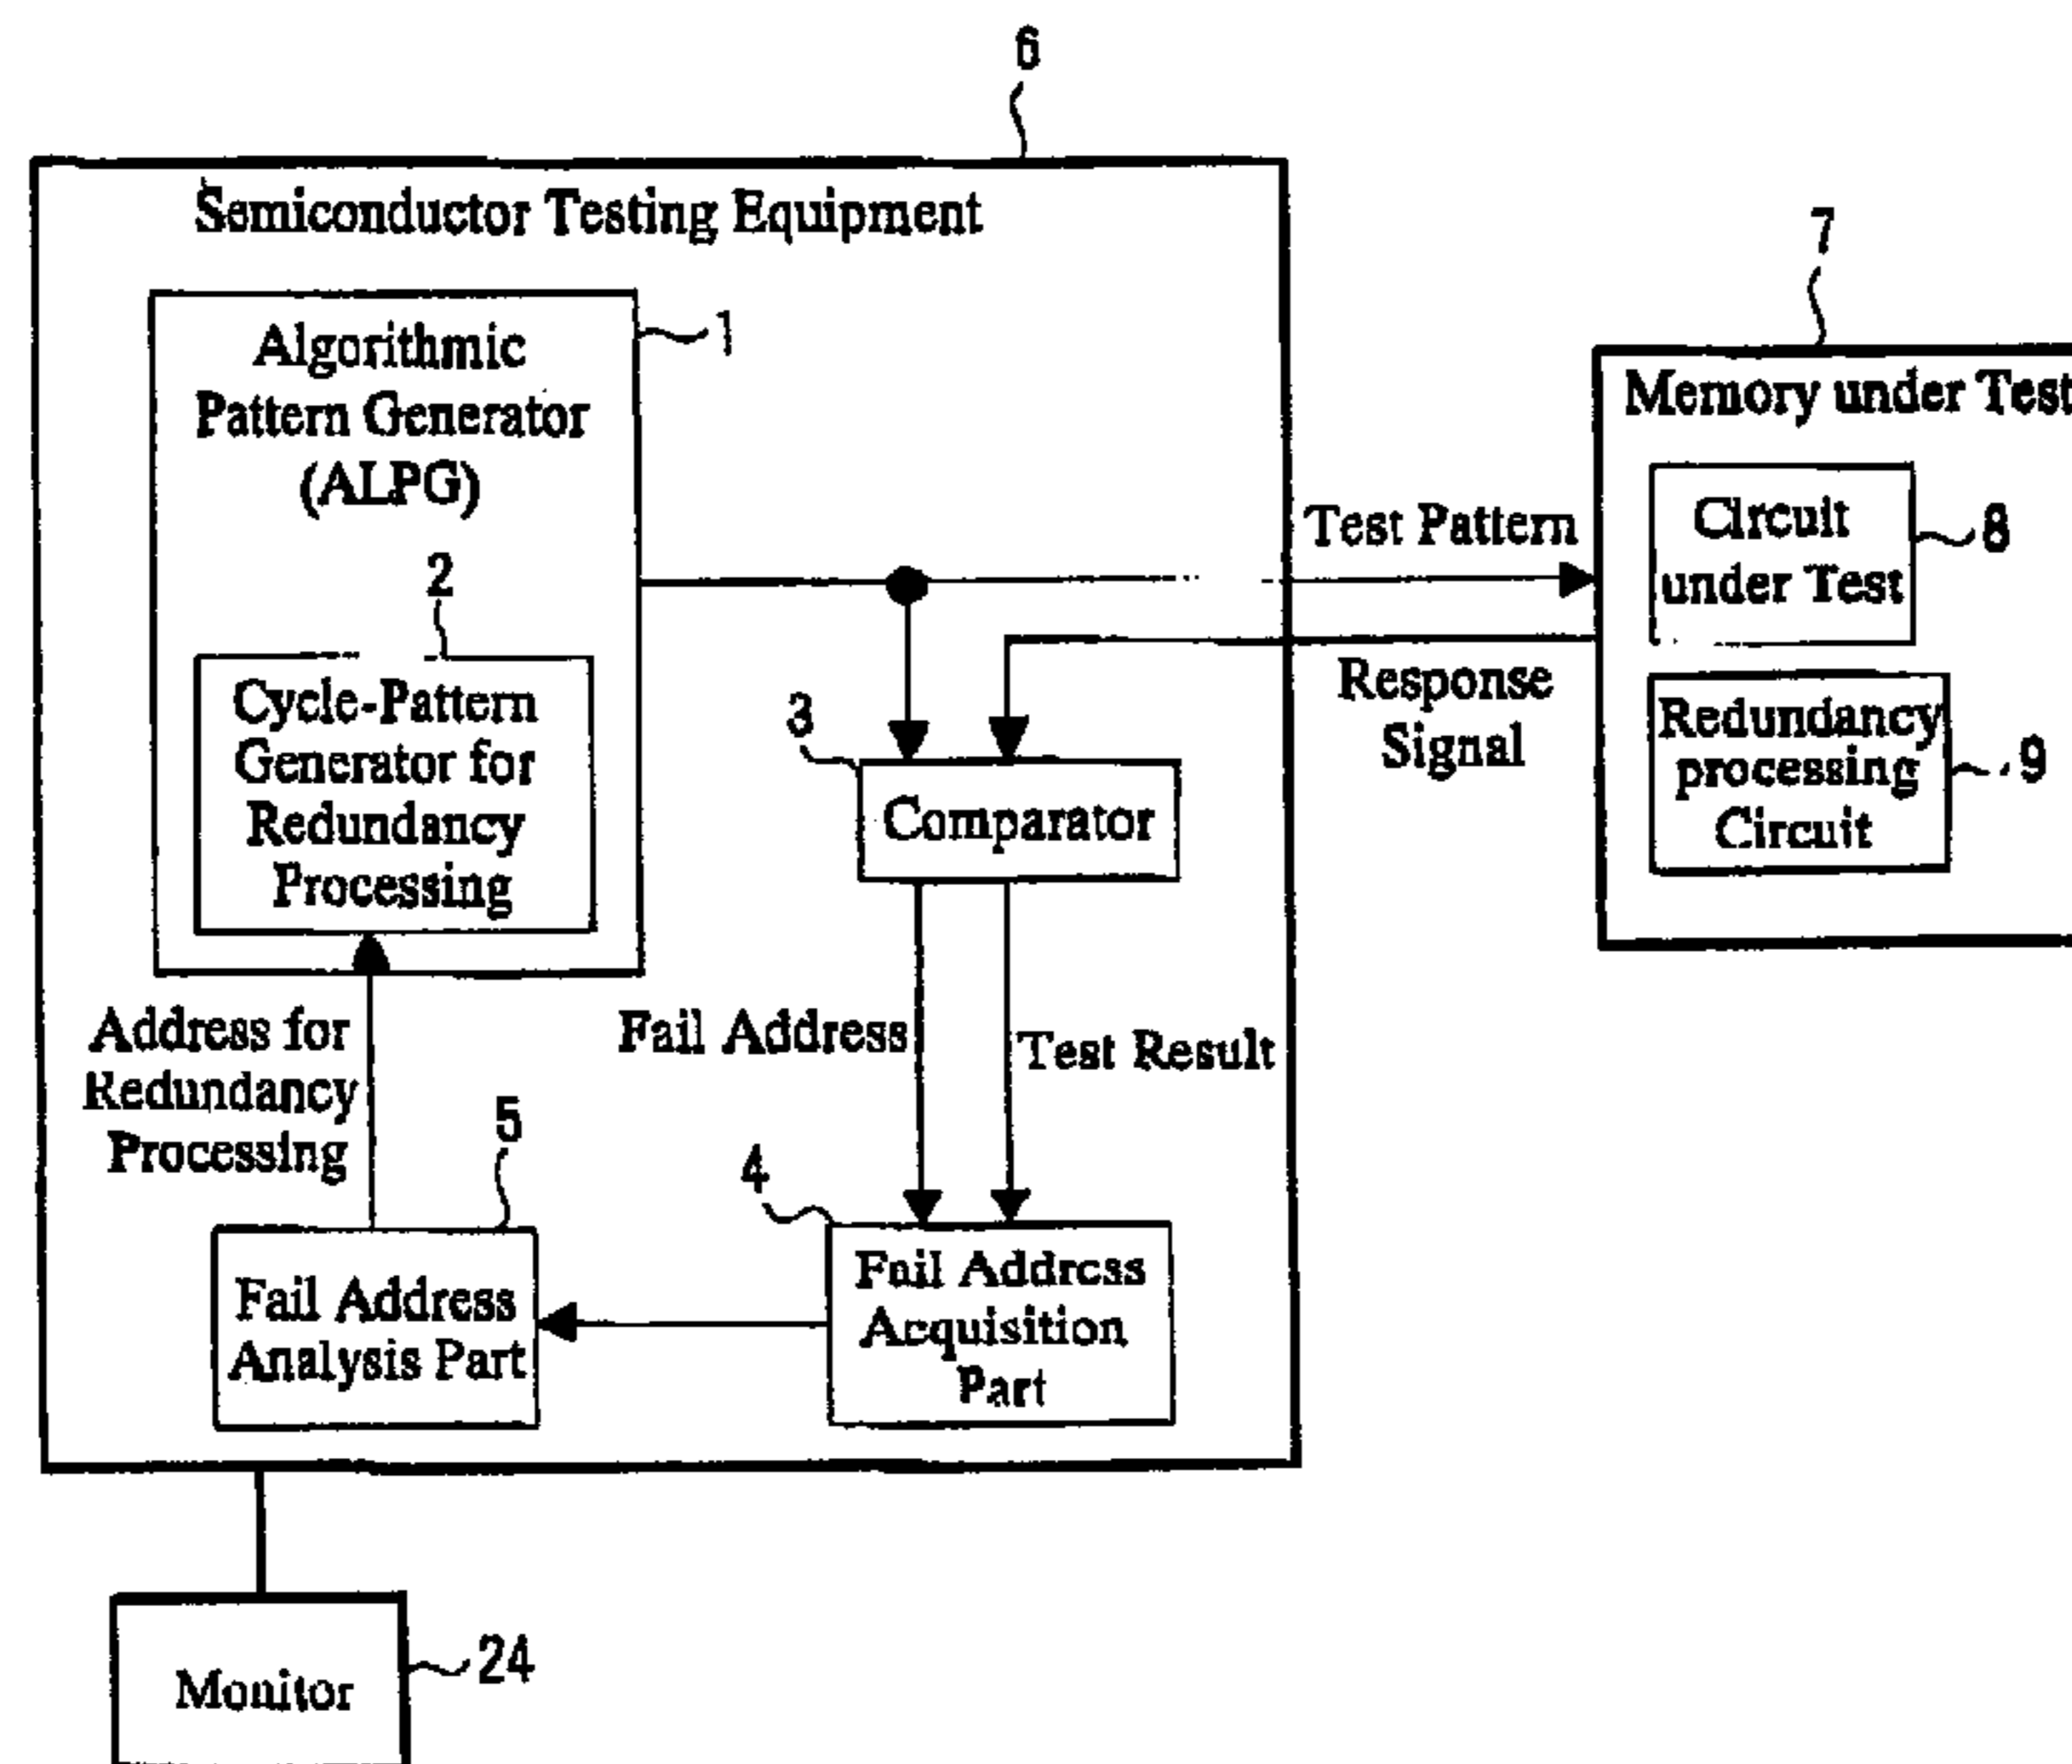 6
Semiconductor Testing Equipment
7
1
Algorithmic
Pattern Generator
(ALPG)
Memory under Test
Circuit
under Test
8
Test Pattern
2
Cycle-Pattern
Generator for
Redundancy
Processing
Response
Signal
Redundancy
processing
Circuit
9
3
Comparator
Address for
Redundancy
Processing
Fail Address
Test Result
5
4
Fail Address
Analysis Part
Fail Address
Acquisition
Part
Monitor
24